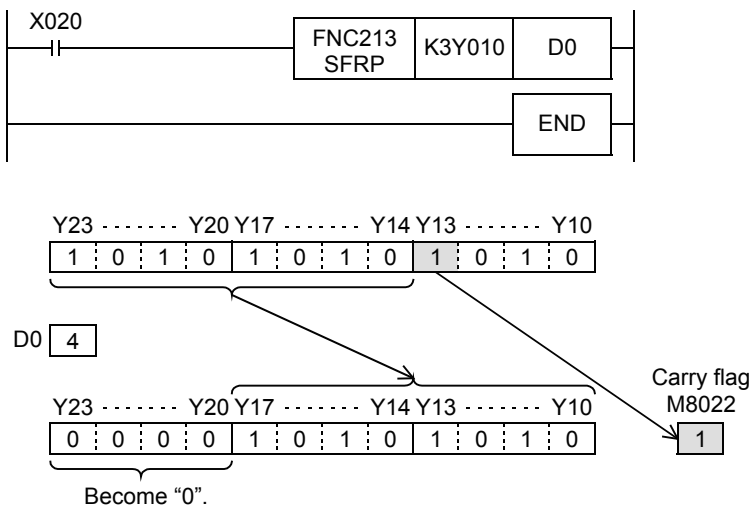 X020
FNC213 SFRP K3Y010 D0
END
Y23 ------- Y20 Y17 ------- Y14 Y13 ------- Y10
1 0 1 0 1 0 1 0 1 0 1 0
D0 4
Carry flag
M8022
Y23 ------- Y20 Y17 ------- Y14 Y13 ------- Y10
0 0 0 0 1 0 1 0 1 0 1 0 1
Become “0”.